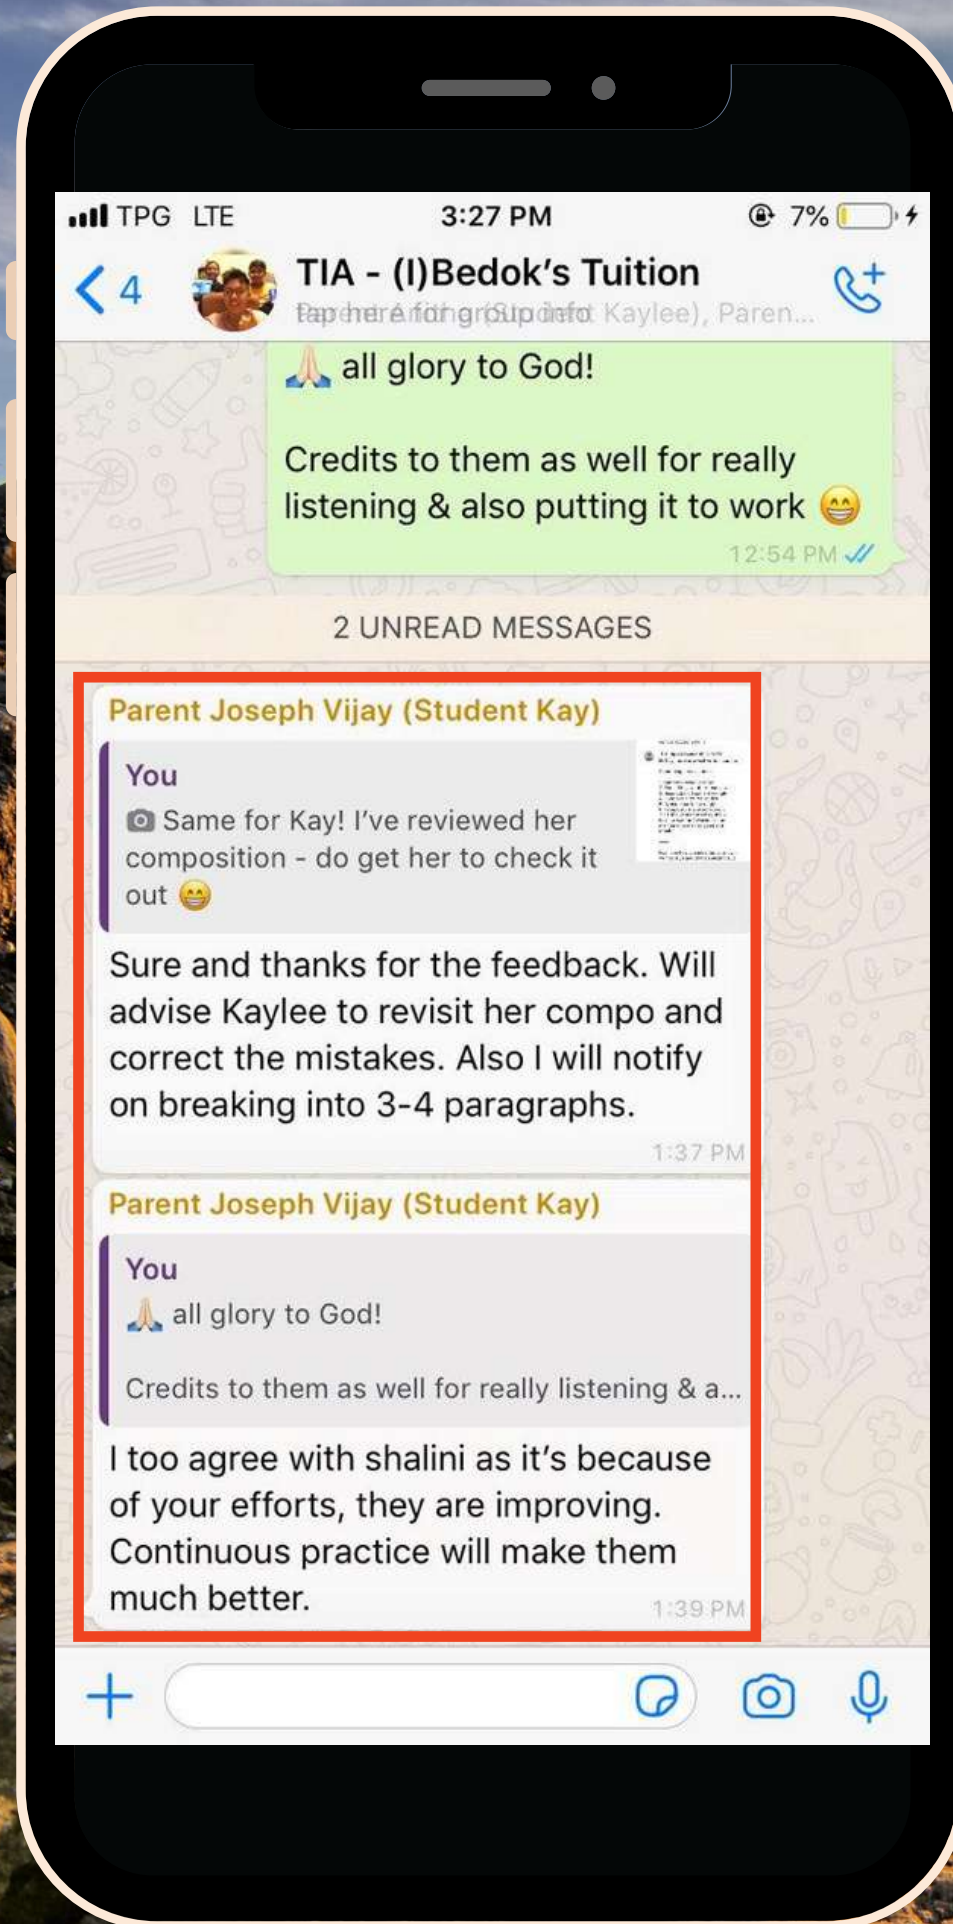 TPG LTE 3:27 PM 7%
4 TIA - (I)Bedok's Tuition
tap here for group info Kaylee), Paren...
🙏🏻 all glory to God!
Credits to them as well for really
listening & also putting it to work 😁
12:54 PM
2 UNREAD MESSAGES
Parent Joseph Vijay (Student Kay)
You
📷 Same for Kay! I've reviewed her
composition - do get her to check it
out 😁
Sure and thanks for the feedback. Will
advise Kaylee to revisit her compo and
correct the mistakes. Also I will notify
on breaking into 3-4 paragraphs.
1:37 PM
Parent Joseph Vijay (Student Kay)
You
🙏🏻 all glory to God!
Credits to them as well for really listening & a...
I too agree with shalini as it's because
of your efforts, they are improving.
Continuous practice will make them
much better.
1:39 PM